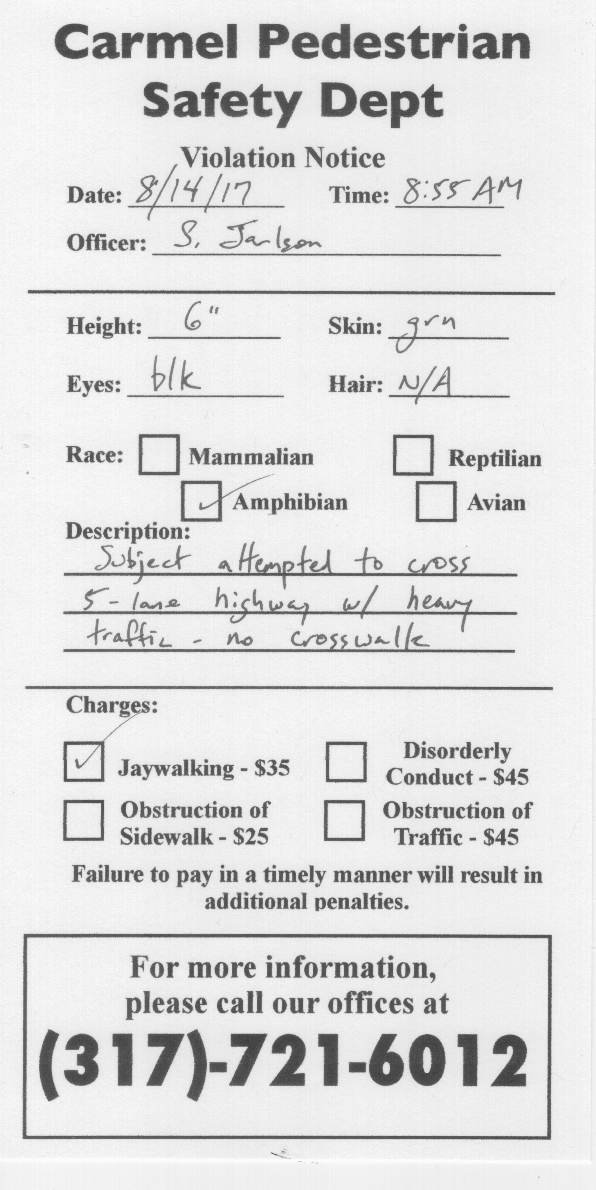 Carmel Pedestrian
Safety Dept
Violation Notice
Date: 8/14/17 Time: 8:55 AM
Officer: S. Jarlson
Height: 6" Skin: grn
Eyes: blk Hair: N/A
Race: Mammalian Reptilian
Amphibian Avian
Description:
Subject attempted to cross
5-lane highway w/ heavy
traffic - no crosswalk
Charges:
Jaywalking - $35 Disorderly
Conduct - $45
Obstruction of
Sidewalk - $25 Obstruction of
Traffic - $45
Failure to pay in a timely manner will result in
additional penalties.
For more information,
please call our offices at
(317)-721-6012